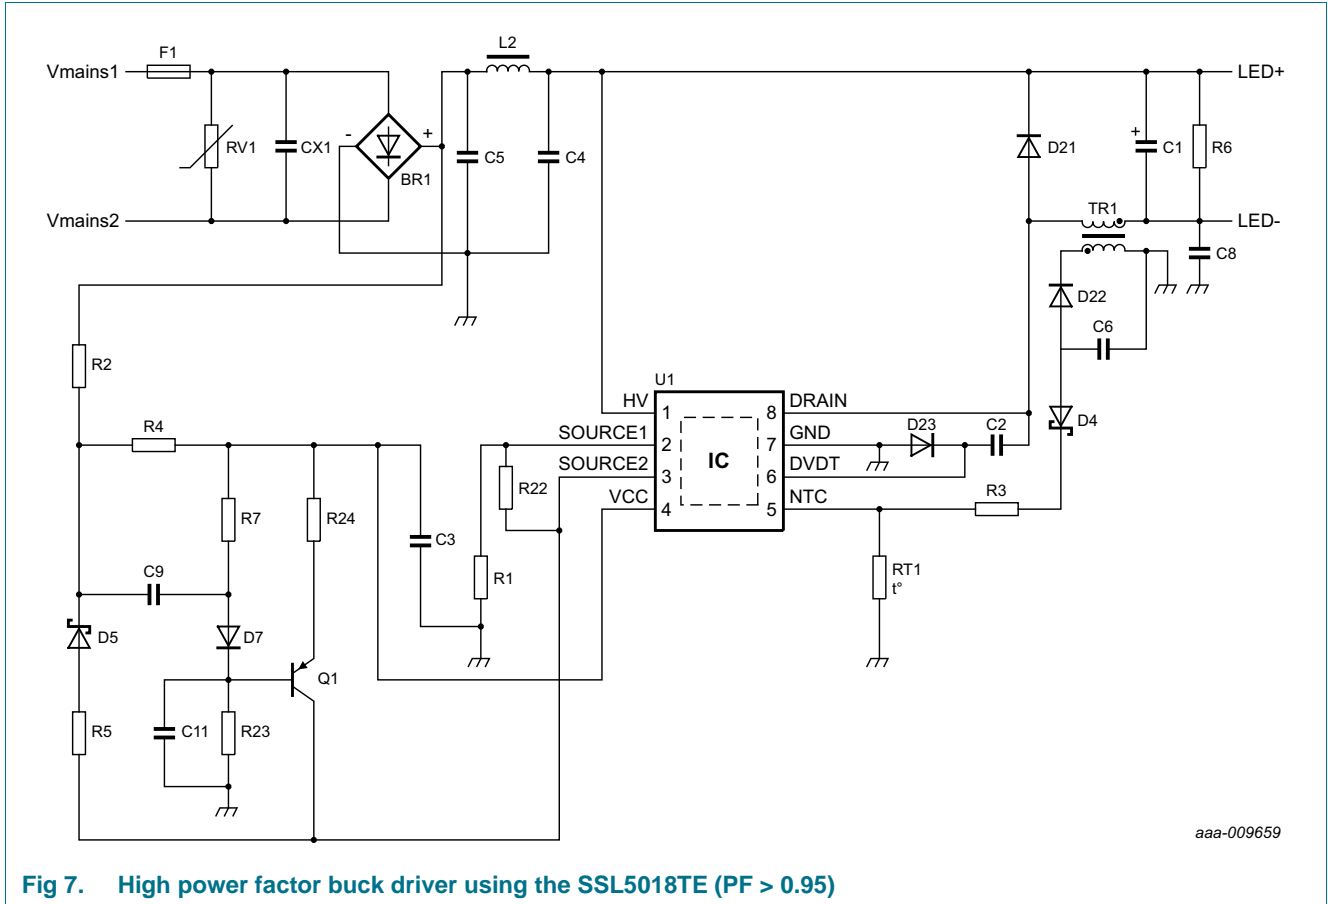 F1
L2
Vmains1
LED+
RV1
CX1
-
+
BR1
C5
C4
D21
+
C1
R6
Vmains2
TR1
LED-
C8
D22
C6
R2
U1
HV
1
8
DRAIN
D4
R4
SOURCE1
2
IC
7
GND
D23
C2
SOURCE2
3
6
DVDT
R22
VCC
4
5
NTC
R3
R7
R24
C3
R1
RT1
t°
C9
D5
D7
Q1
R5
C11
R23
aaa-009659
Fig 7. High power factor buck driver using the SSL5018TE (PF > 0.95)